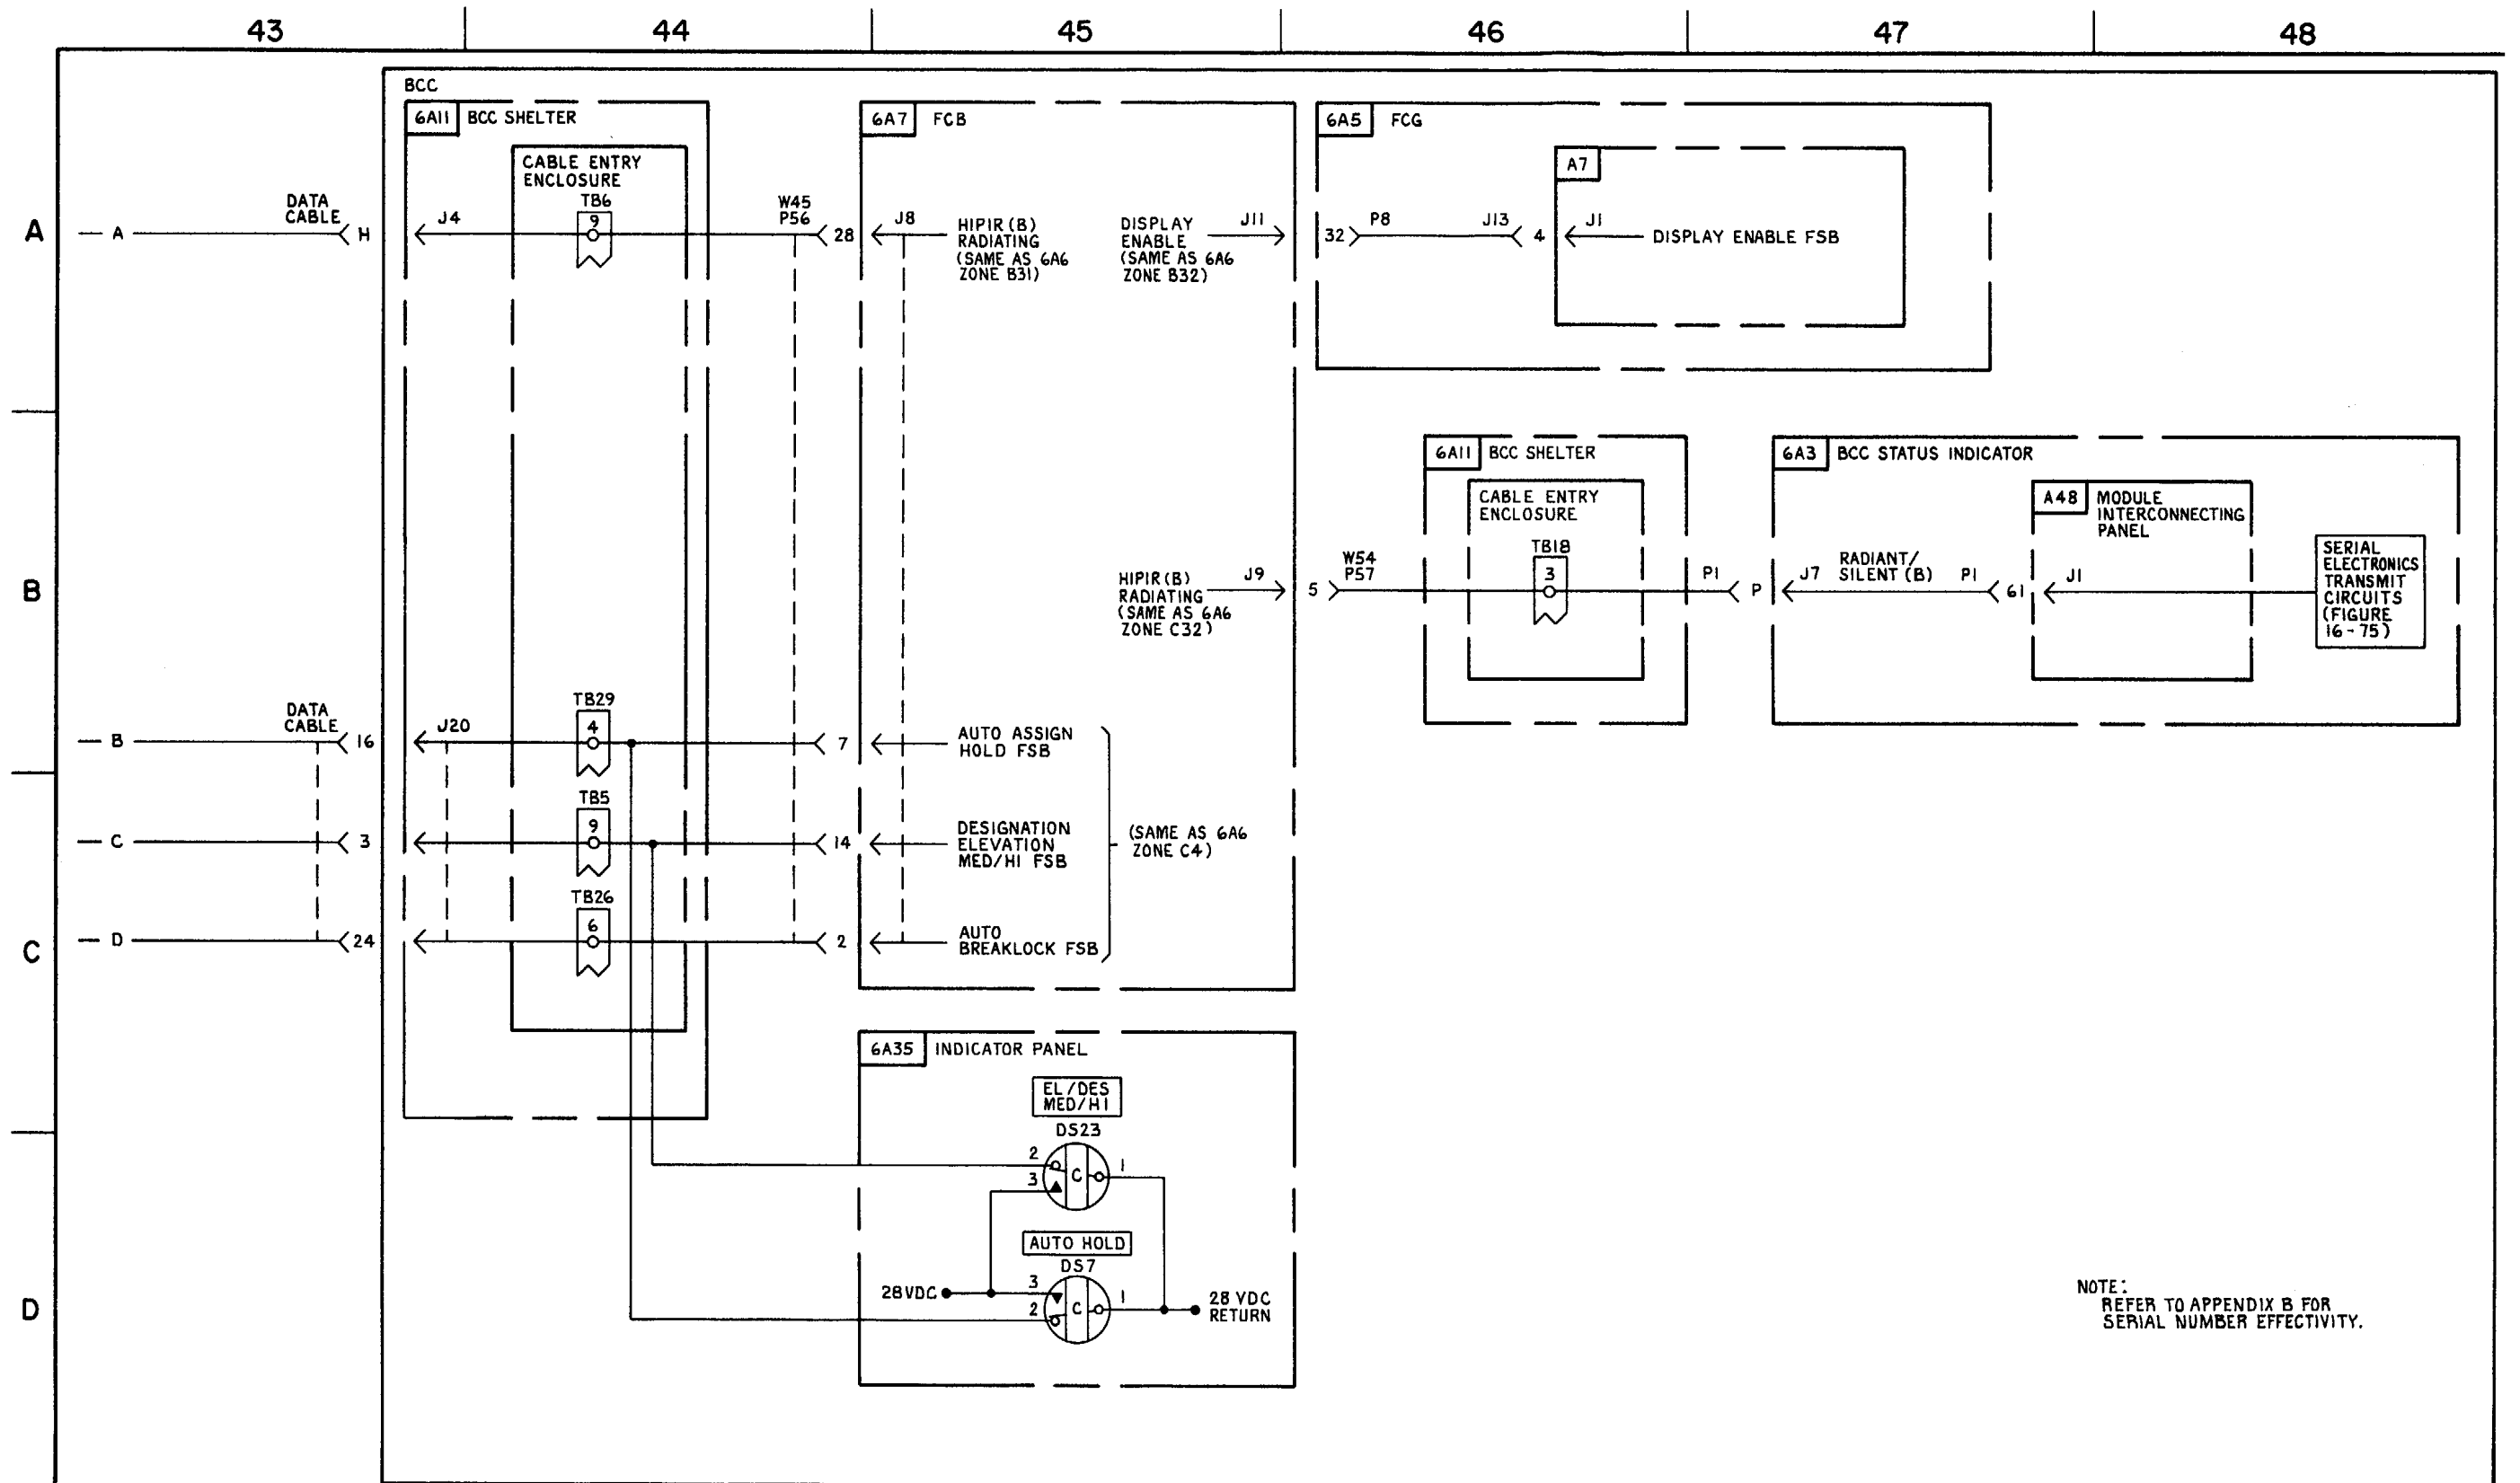 43 44 45 46 47 48
BCC
6A11 BCC SHELTER
6A7 FCB
6A5 FCG
CABLE ENTRY
ENCLOSURE
TB6
9
A7
A
A
DATA
CABLE
H
J4
W45
P56
28
J8
HIPIR (B)
RADIATING
(SAME AS 6A6
ZONE B31)
DISPLAY
ENABLE
(SAME AS 6A6
ZONE B32)
J11
32
P8
J13
4
J1
DISPLAY ENABLE FSB
6A11 BCC SHELTER
CABLE ENTRY
ENCLOSURE
TB18
3
6A3 BCC STATUS INDICATOR
A48 MODULE
INTERCONNECTING
PANEL
B
HIPIR (B)
RADIATING
(SAME AS 6A6
ZONE C32)
J9
5
W54
P57
P1
P
J7
RADIANT/
SILENT (B)
P1
61
J1
SERIAL
ELECTRONICS
TRANSMIT
CIRCUITS
(FIGURE
16-75)
B
DATA
CABLE
16
J20
TB29
4
7
AUTO ASSIGN
HOLD FSB
C
3
TB5
9
14
DESIGNATION
ELEVATION
MED/HI FSB
(SAME AS 6A6
ZONE C4)
C
D
24
TB26
6
2
AUTO
BREAKLOCK FSB
6A35 INDICATOR PANEL
EL/DES
MED/HI
DS23
2
3
C
1
AUTO HOLD
DS7
D
28VDC
3
2
C
1
28 VDC
RETURN
NOTE:
REFER TO APPENDIX B FOR
SERIAL NUMBER EFFECTIVITY.